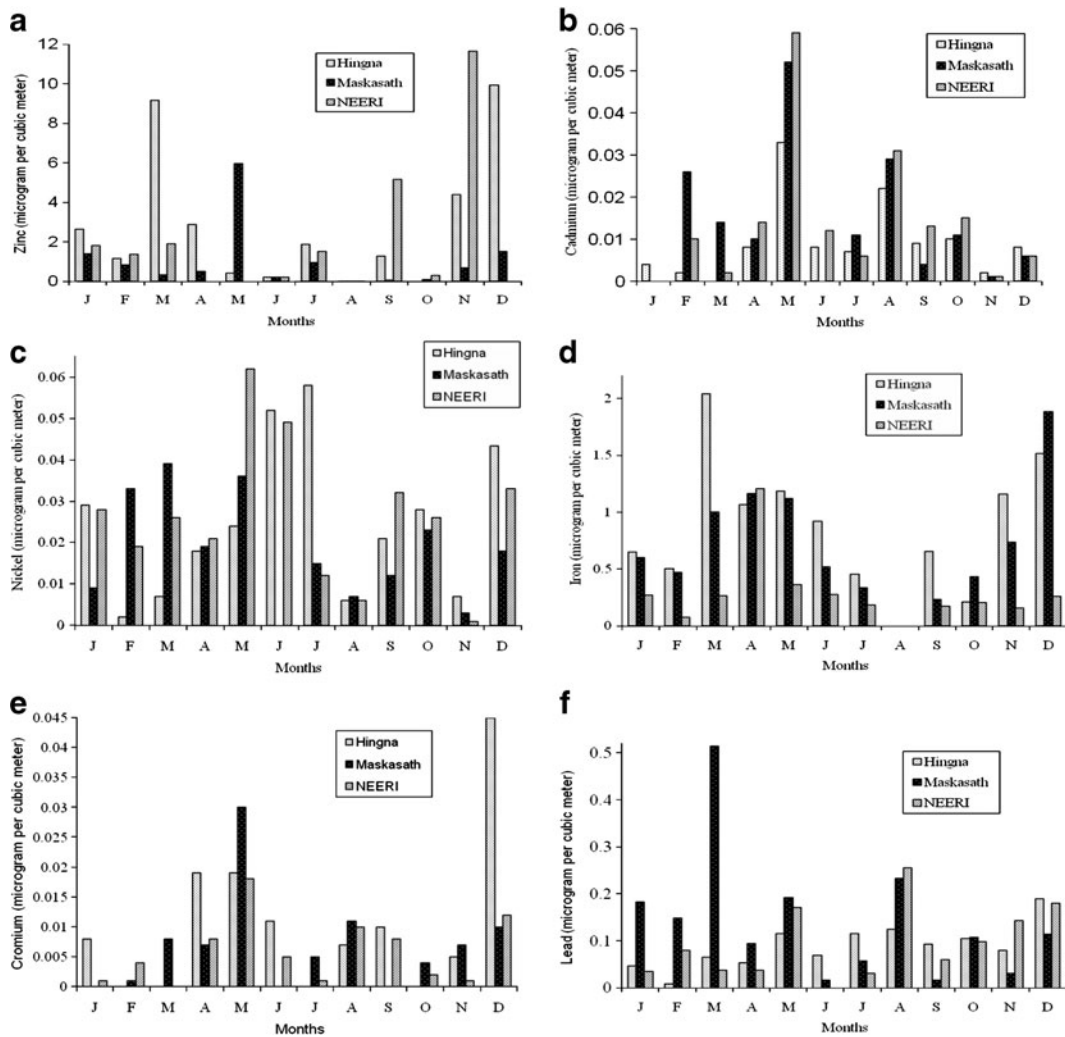 a
Zinc (microgram per cubic meter)
12
10
8
6
4
2
0
Hingna
Maskasath
NEERI
J F M A M J J A S O N D
Months
b
Cadmium (microgram per cubic meter)
0.06
0.05
0.04
0.03
0.02
0.01
0
Hingna
Maskasath
NEERI
J F M A M J J A S O N D
Months
c
Nickel (microgram per cubic meter)
0.06
0.05
0.04
0.03
0.02
0.01
0
Hingna
Maskasath
NEERI
J F M A M J J A S O N D
Months
d
Iron (microgram per cubic meter)
2
1.5
1
0.5
0
Hingna
Maskasath
NEERI
J F M A M J J A S O N D
Months
e
Cromium (microgram per cubic meter)
0.045
0.04
0.035
0.03
0.025
0.02
0.015
0.01
0.005
0
Hingna
Maskasath
NEERI
J F M A M J J A S O N D
Months
f
Lead (microgram per cubic meter)
0.5
0.4
0.3
0.2
0.1
0
Hingna
Maskasath
NEERI
J F M A M J J A S O N D
Months